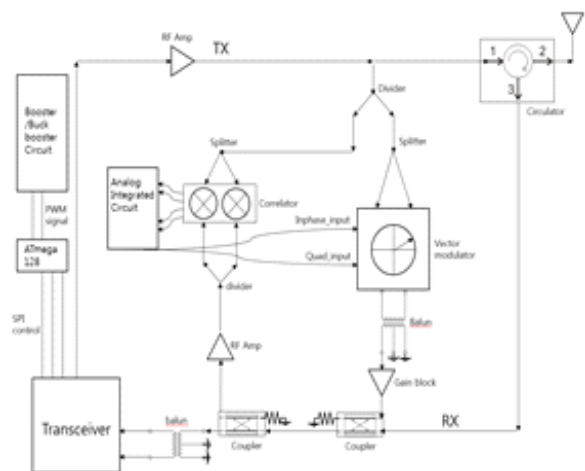 RF Amp
TX
1
2
3
Circulator
Divider
Splitter
Splitter
Booster
/Buck
booster
Circuit
Analog
Integrated
Circuit
Correlator
Inphase_input
Quad_input
Vector
modulator
PWM
signal
ATmega
128
divider
Balun
SPI
control
RF Amp
Gain block
Transceiver
balun
Coupler
Coupler
RX